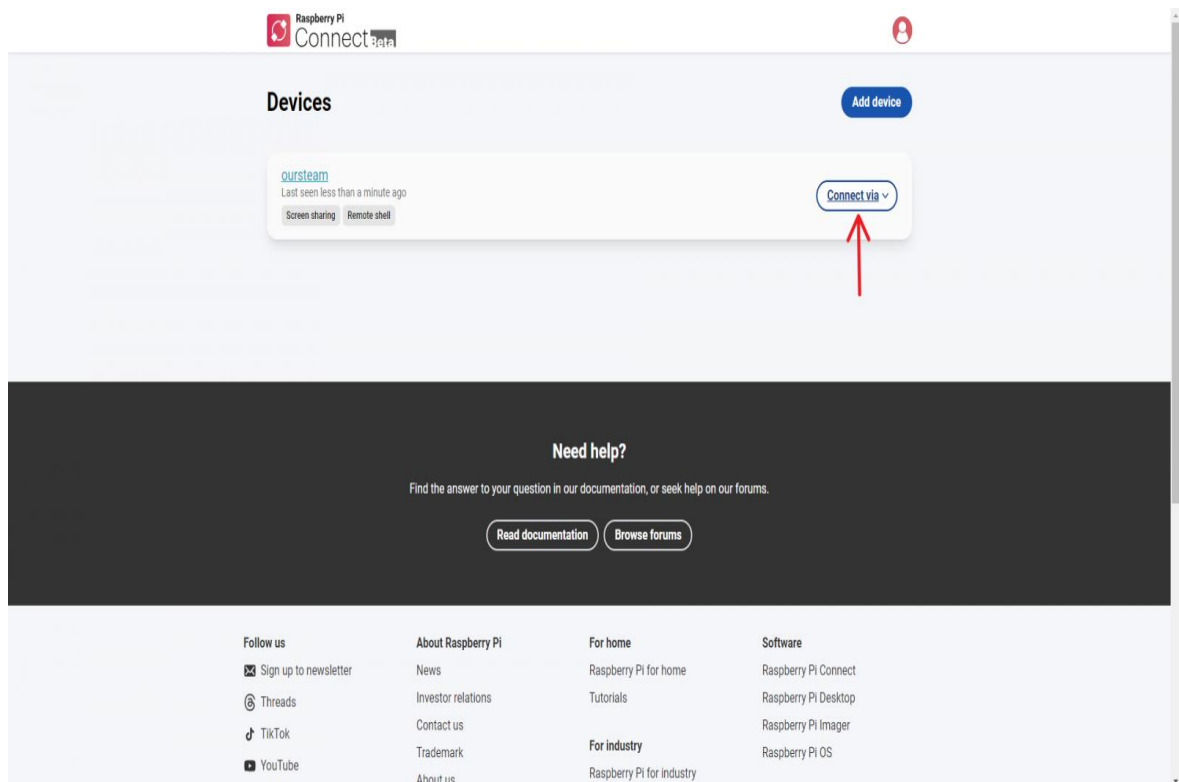 Raspberry Pi
Connect Beta
Devices
Add device
oursteam
Last seen less than a minute ago
Screen sharing Remote shell
Connect via
Need help?
Find the answer to your question in our documentation, or seek help on our forums.
Read documentation Browse forums
Follow us
Sign up to newsletter
Threads
TikTok
YouTube
About Raspberry Pi
News
Investor relations
Contact us
Trademark
About us
For home
Raspberry Pi for home
Tutorials
For industry
Raspberry Pi for industry
Software
Raspberry Pi Connect
Raspberry Pi Desktop
Raspberry Pi Imager
Raspberry Pi OS